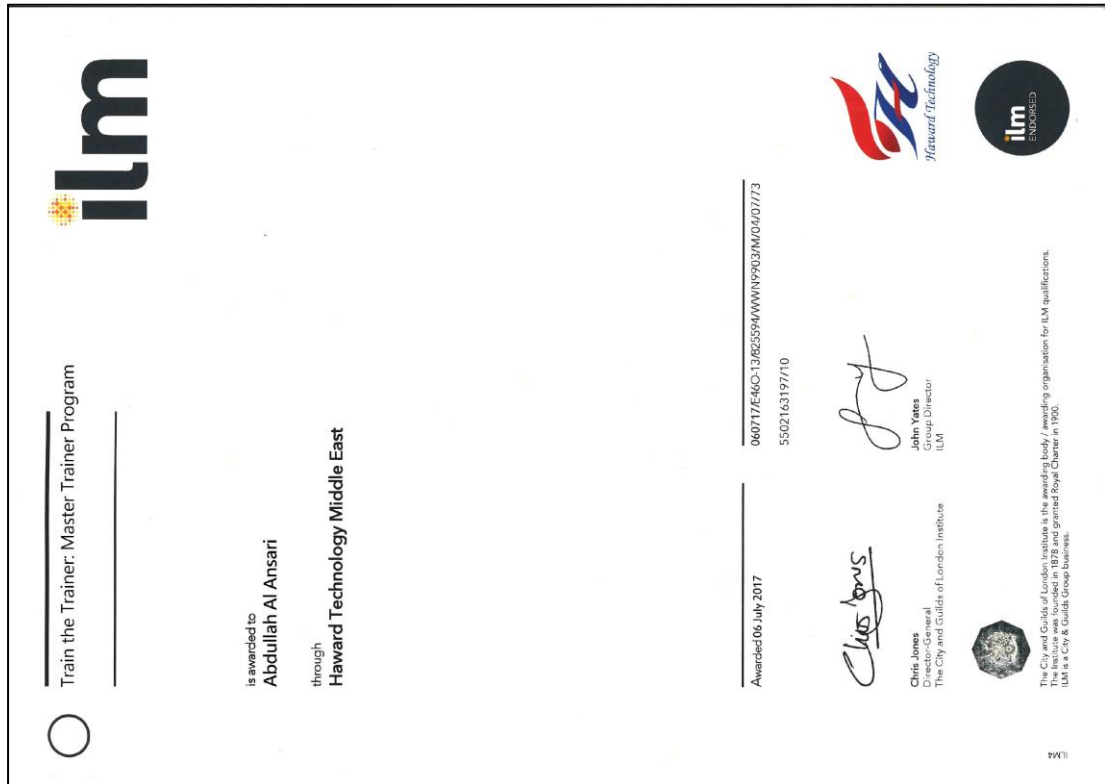 ilm
Train the Trainer: Master Trainer Program
is awarded to
Abdullah Al Ansari
through
Haward Technology Middle East
Awarded 06 July 2017
060717/E46O-13/825594/WWN9903/M/04/07/73
5502163197/10
Chris Jones
Chris Jones
Director-General
The City and Guilds of London Institute
John Yates
Group Director
ILM
Haward Technology
ilm
ENDORSED
The City and Guilds of London Institute is the awarding body / awarding organisation for ILM qualifications.
The Institute was founded in 1878 and granted Royal Charter in 1900.
ILM is a City & Guilds Group business.
ILM4